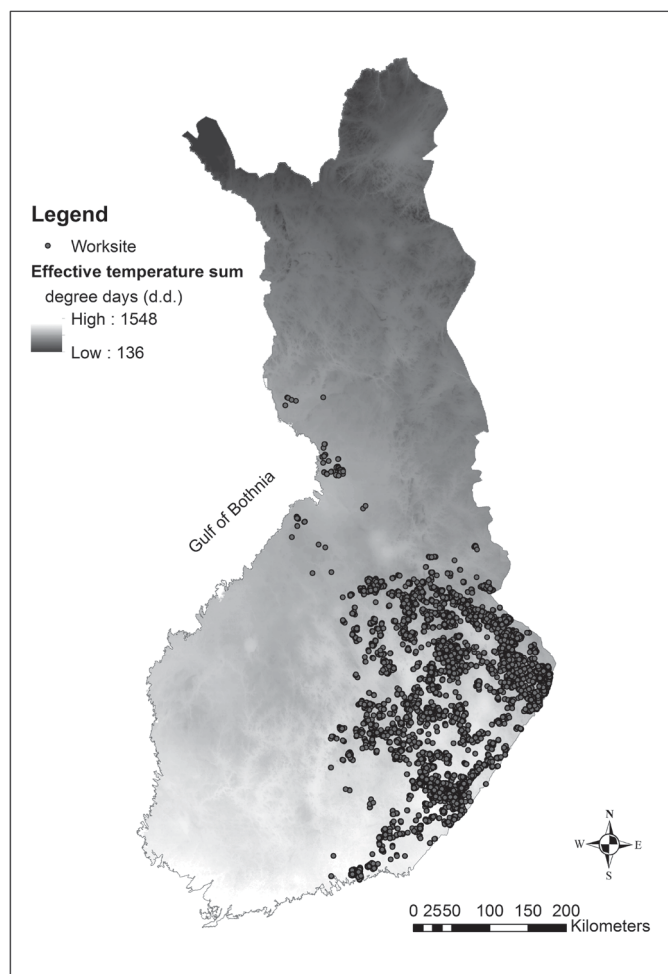 Legend
Worksite
Effective temperature sum
degree days (d.d.)
High : 1548
Low : 136
Gulf of Bothnia
N
W E
S
0 2550 100 150 200
Kilometers